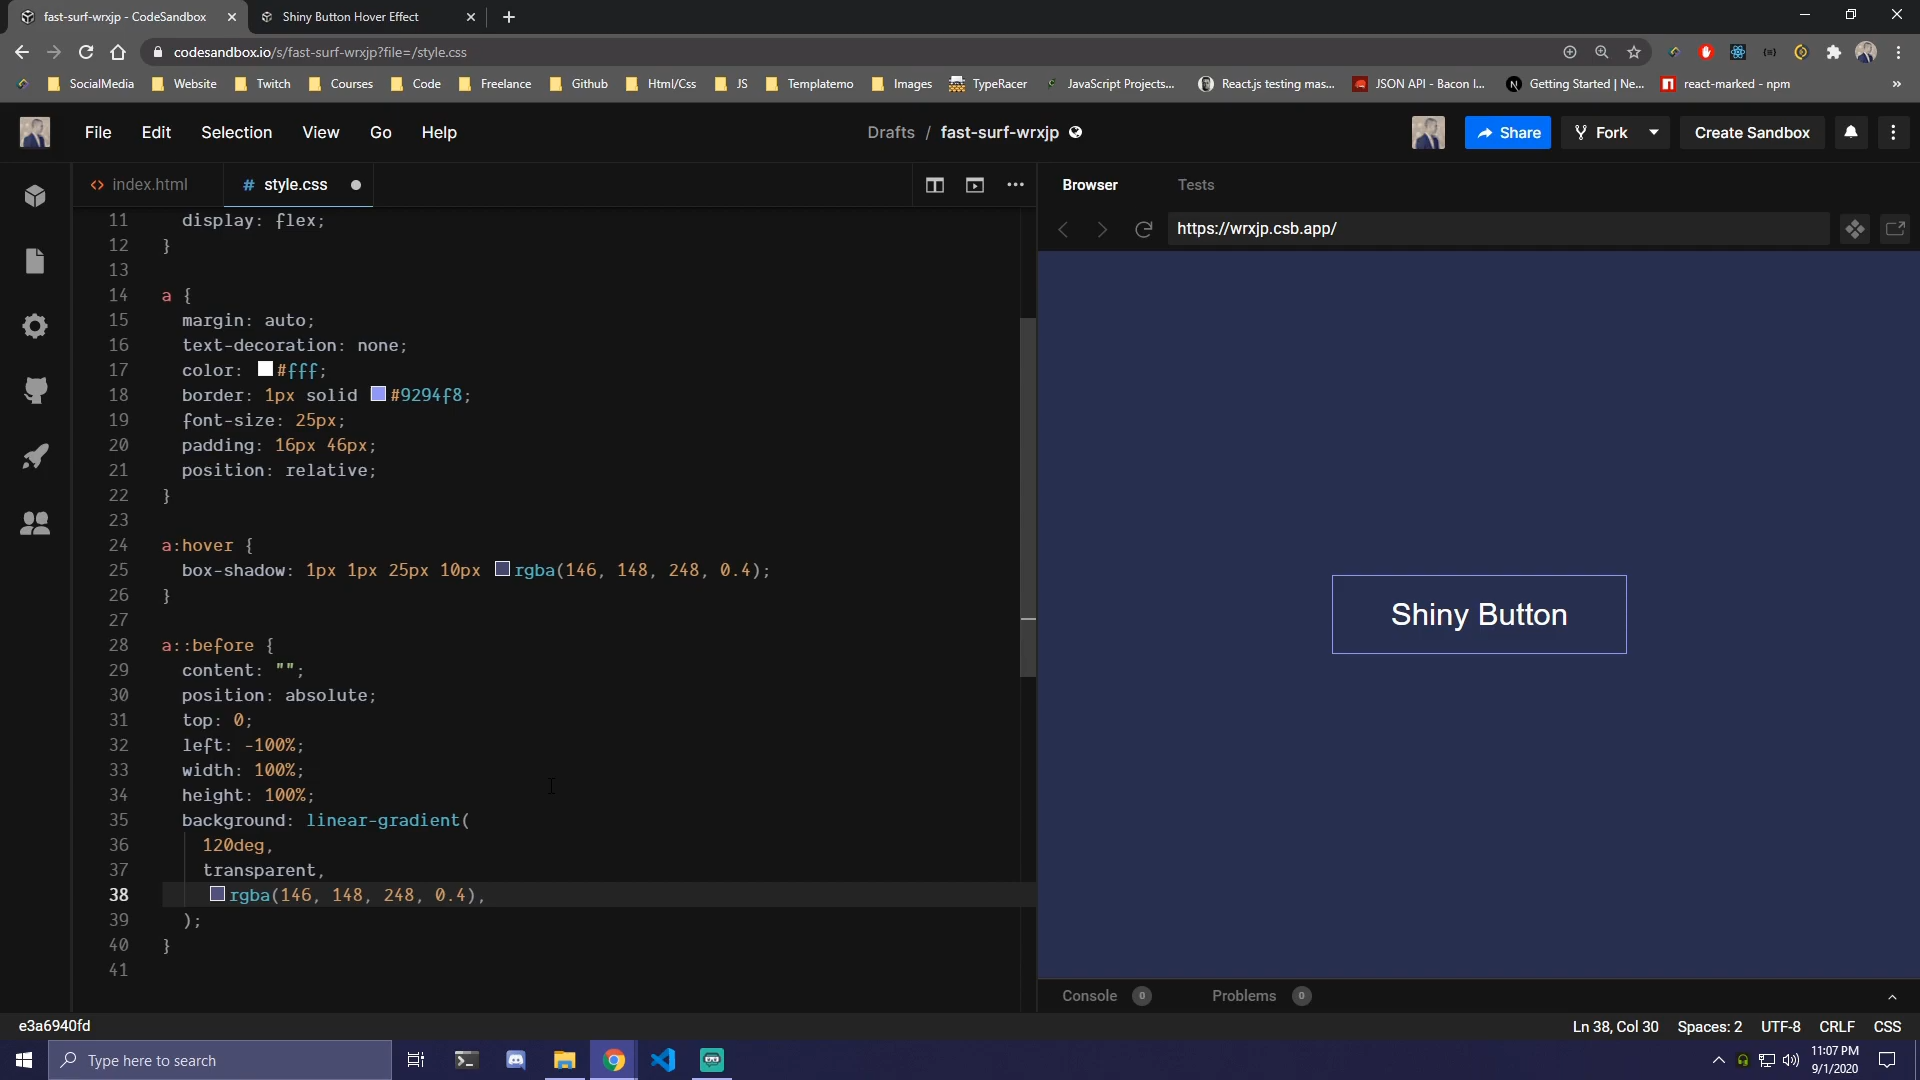 fast-surf-wrxjp - CodeSandbox
Shiny Button Hover Effect
codesandbox.io/s/fast-surf-wrxjp?file=/style.css
SocialMedia Website Twitch Courses Code Freelance Github Html/Css JS Templatemo Images TypeRacer JavaScript Projects... React.js testing mas... JSON API - Bacon I... Getting Started | Ne... react-marked - npm »
File Edit Selection View Go Help
Drafts / fast-surf-wrxjp
Share Fork Create Sandbox
index.html
# style.css
Browser Tests
https://wrxjp.csb.app/
11 display: flex;
12 }
13
14 a {
15 margin: auto;
16 text-decoration: none;
17 color: #fff;
18 border: 1px solid #9294f8;
19 font-size: 25px;
20 padding: 16px 46px;
21 position: relative;
22 }
23
24 a:hover {
25 box-shadow: 1px 1px 25px 10px rgba(146, 148, 248, 0.4);
26 }
27
28 a::before {
29 content: "";
30 position: absolute;
31 top: 0;
32 left: -100%;
33 width: 100%;
34 height: 100%;
35 background: linear-gradient(
36 120deg,
37 transparent,
38 rgba(146, 148, 248, 0.4),
39 );
40 }
41
Shiny Button
Console 0 Problems 0
e3a6940fd
Ln 38, Col 30 Spaces: 2 UTF-8 CRLF CSS
Type here to search
11:07 PM
9/1/2020